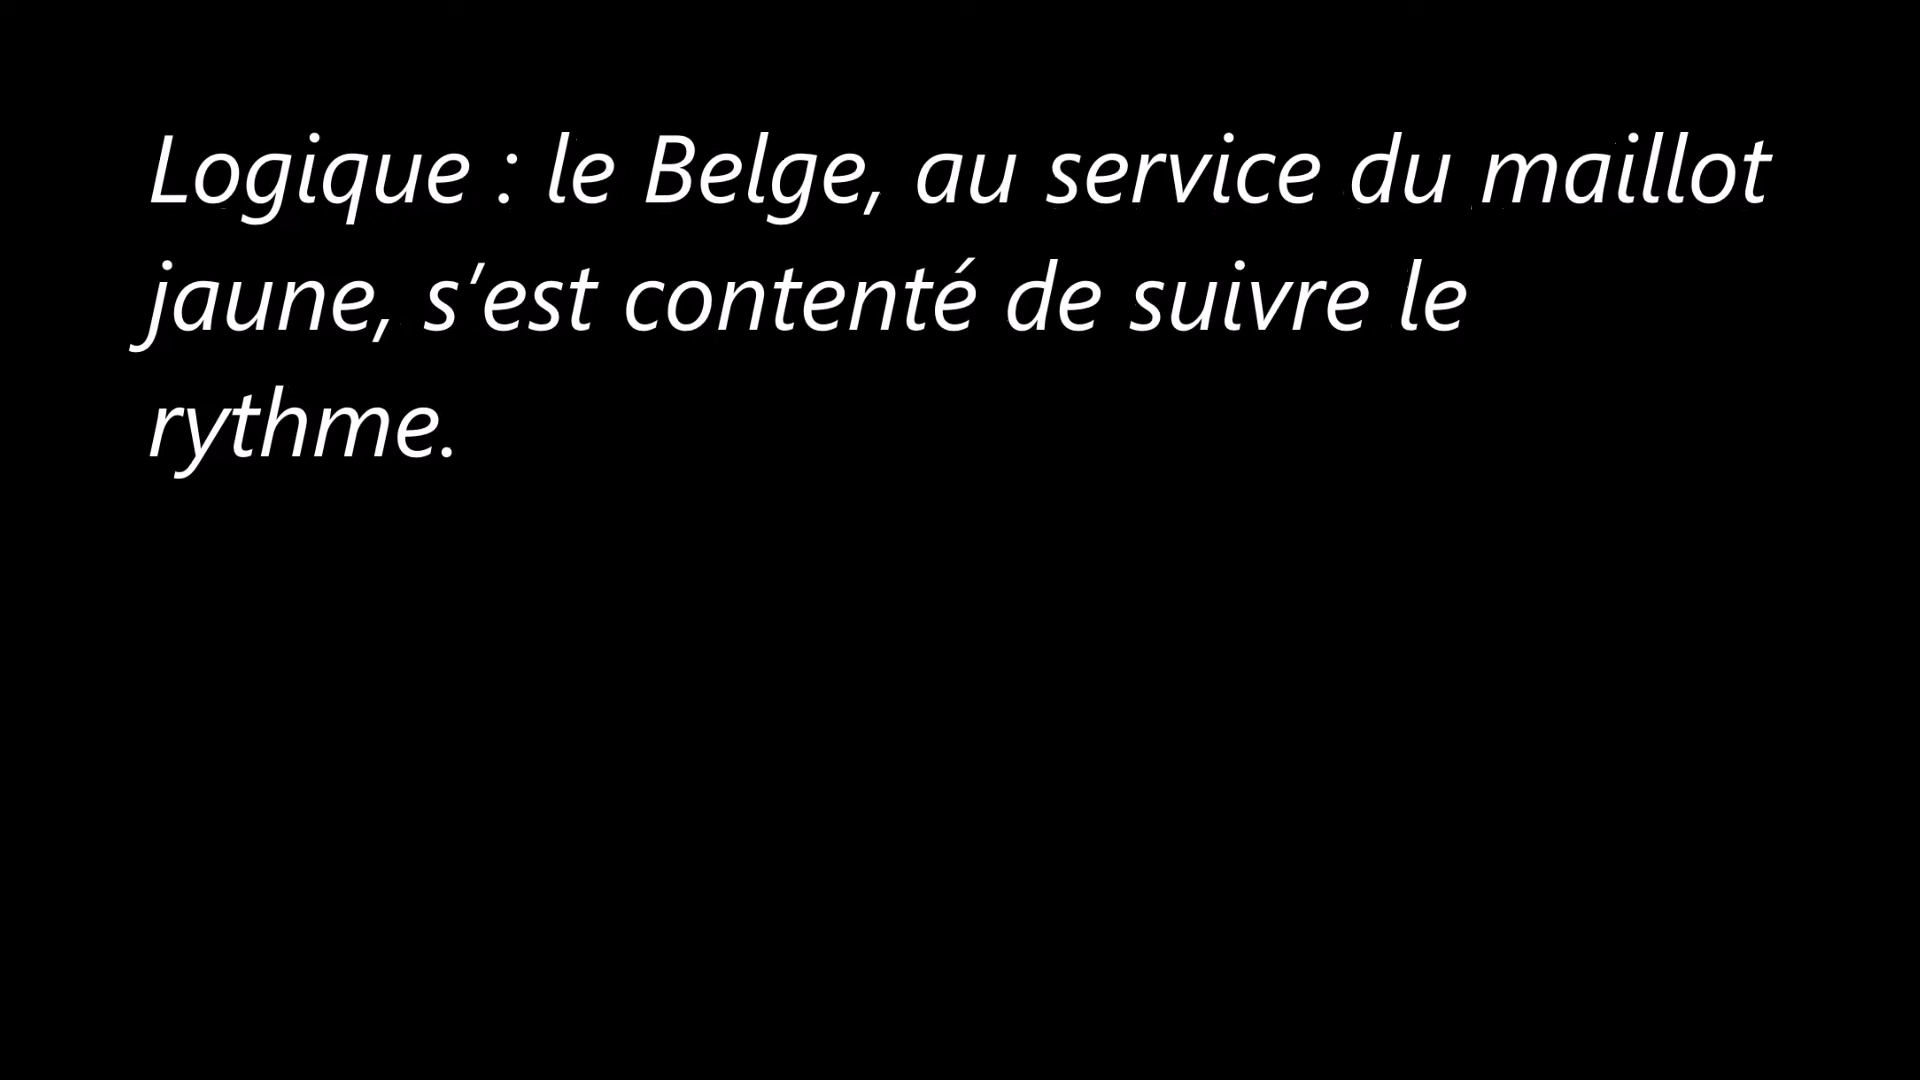 Logique : le Belge, au service du maillot
jaune, s’est contenté de suivre le
rythme.